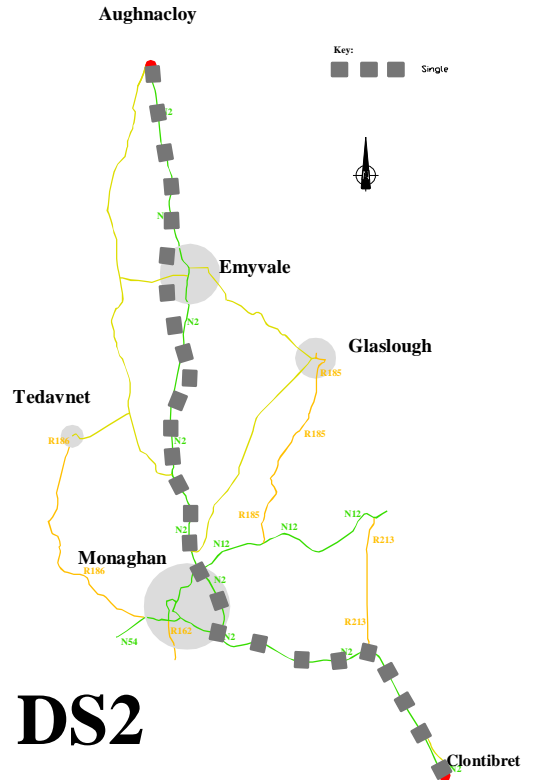 Aughnacloy
Key:
Single
N2
N
Emyvale
N2
Glaslough
R185
Tedavnet
R185
R186
N2
R185
N12
N12
N2
N12
R213
Monaghan
R186
N2
R213
R162
N54
N2
N2
DS2
Clontibret
N2